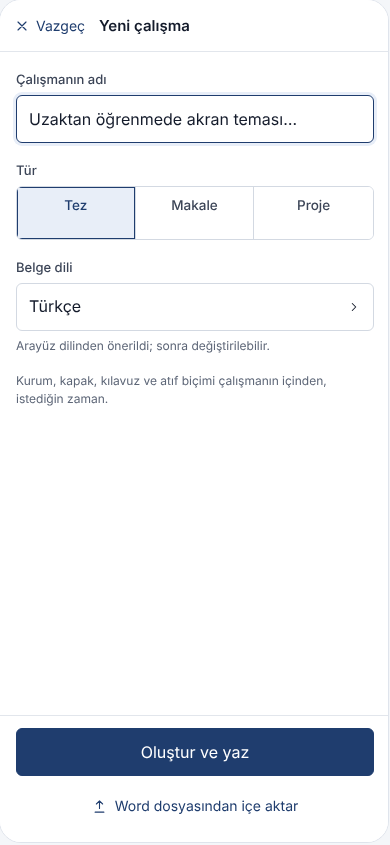 Vazgeç Yeni çalışma
Çalışmanın adı
Uzaktan öğrenmede akran teması...
Tür
Tez Makale Proje
Belge dili
Türkçe
Arayüz dilinden önerildi; sonra değiştirilebilir.
Kurum, kapak, kılavuz ve atıf biçimi çalışmanın içinden,
istediğin zaman.
Oluştur ve yaz
Word dosyasından içe aktar